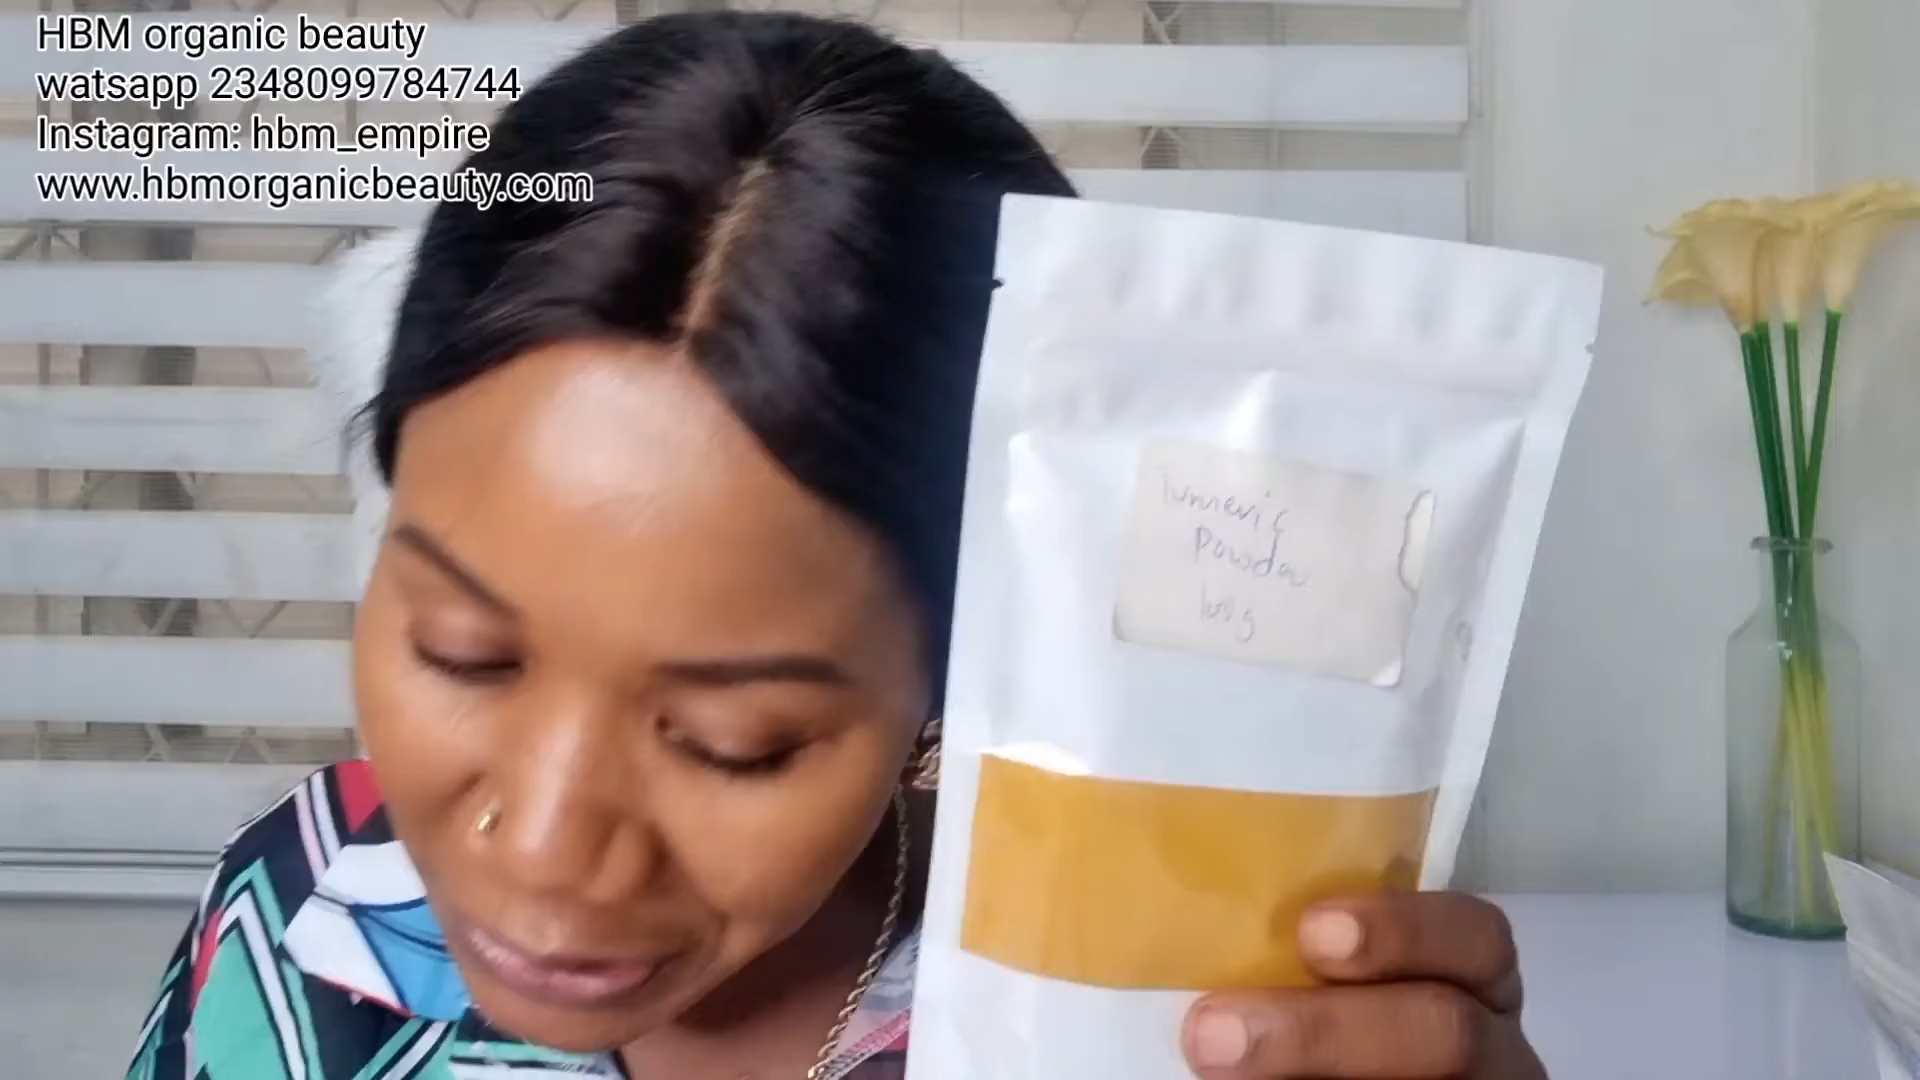 HBM organic beauty
watsapp 2348099784744
Instagram: hbm_empire
www.hbmorganicbeauty.com
Turmeric
Powder
100g